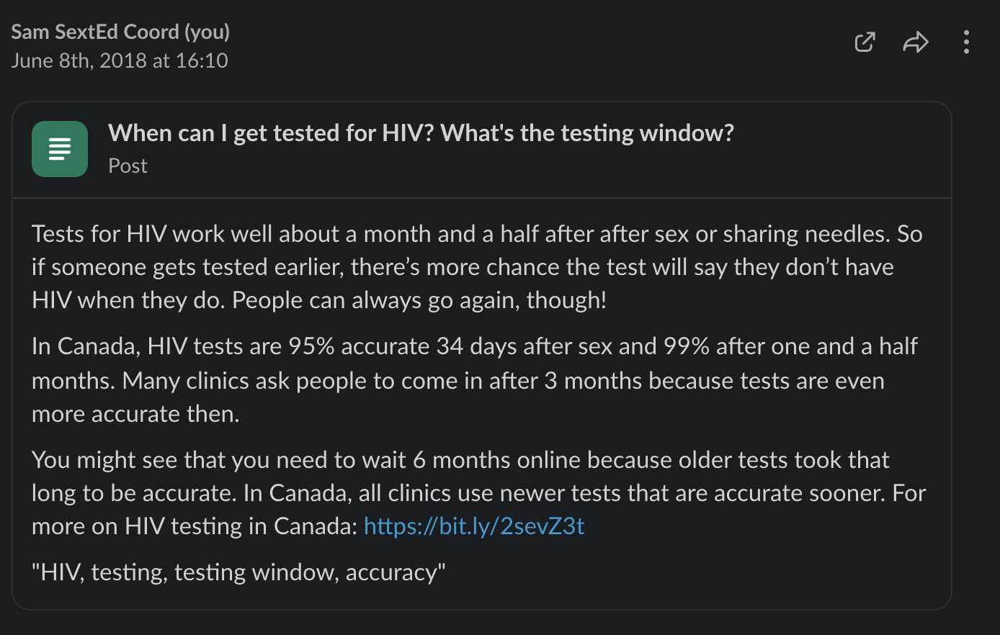 Sam SextEd Coord (you)
June 8th, 2018 at 16:10
When can I get tested for HIV? What's the testing window?
Post
Tests for HIV work well about a month and a half after after sex or sharing needles. So
if someone gets tested earlier, there’s more chance the test will say they don’t have
HIV when they do. People can always go again, though!
In Canada, HIV tests are 95% accurate 34 days after sex and 99% after one and a half
months. Many clinics ask people to come in after 3 months because tests are even
more accurate then.
You might see that you need to wait 6 months online because older tests took that
long to be accurate. In Canada, all clinics use newer tests that are accurate sooner. For
more on HIV testing in Canada: https://bit.ly/2sevZ3t
"HIV, testing, testing window, accuracy"